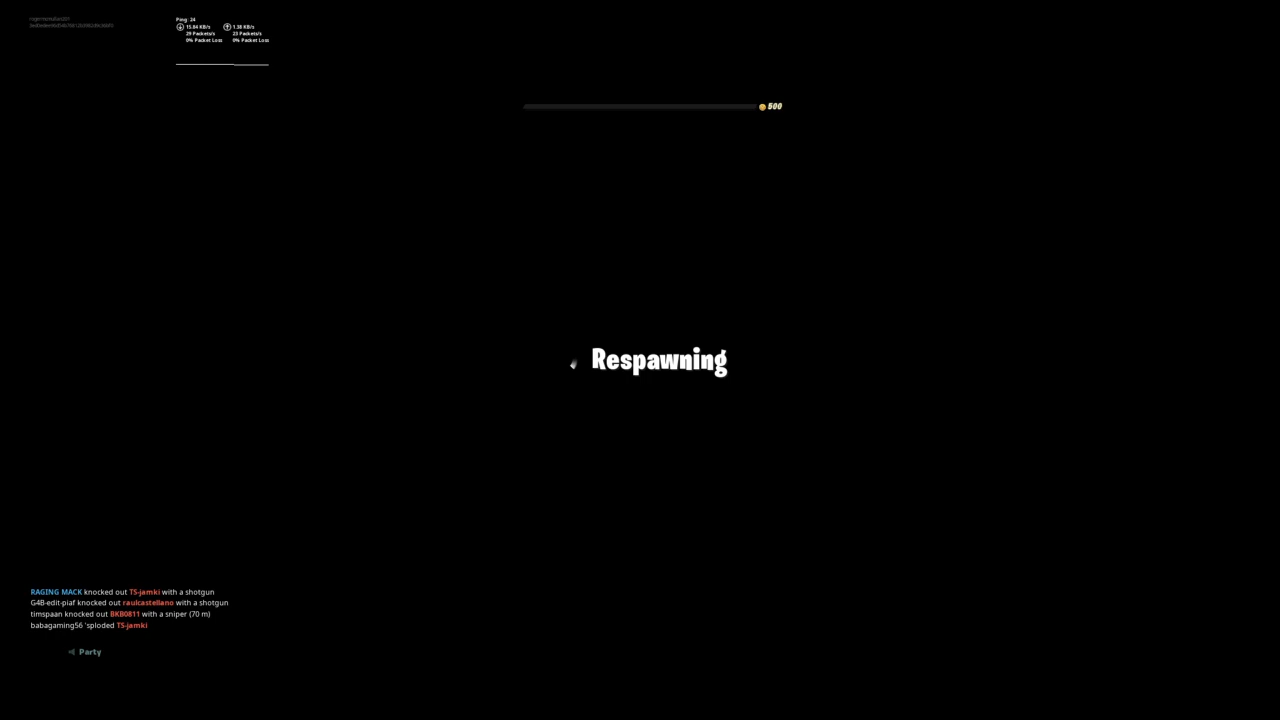 Ping: 24
15.84 KB/s 1.38 KB/s
29 Packets/s 23 Packets/s
0% Packet Loss 0% Packet Loss
500
Respawning
RAGING MACK knocked out TS-jamki with a shotgun
G4B-edit-piaf knocked out raulcastellano with a shotgun
timspaan knocked out BKB0811 with a sniper (70 m)
babagaming56 'sploded TS-jamki
Party